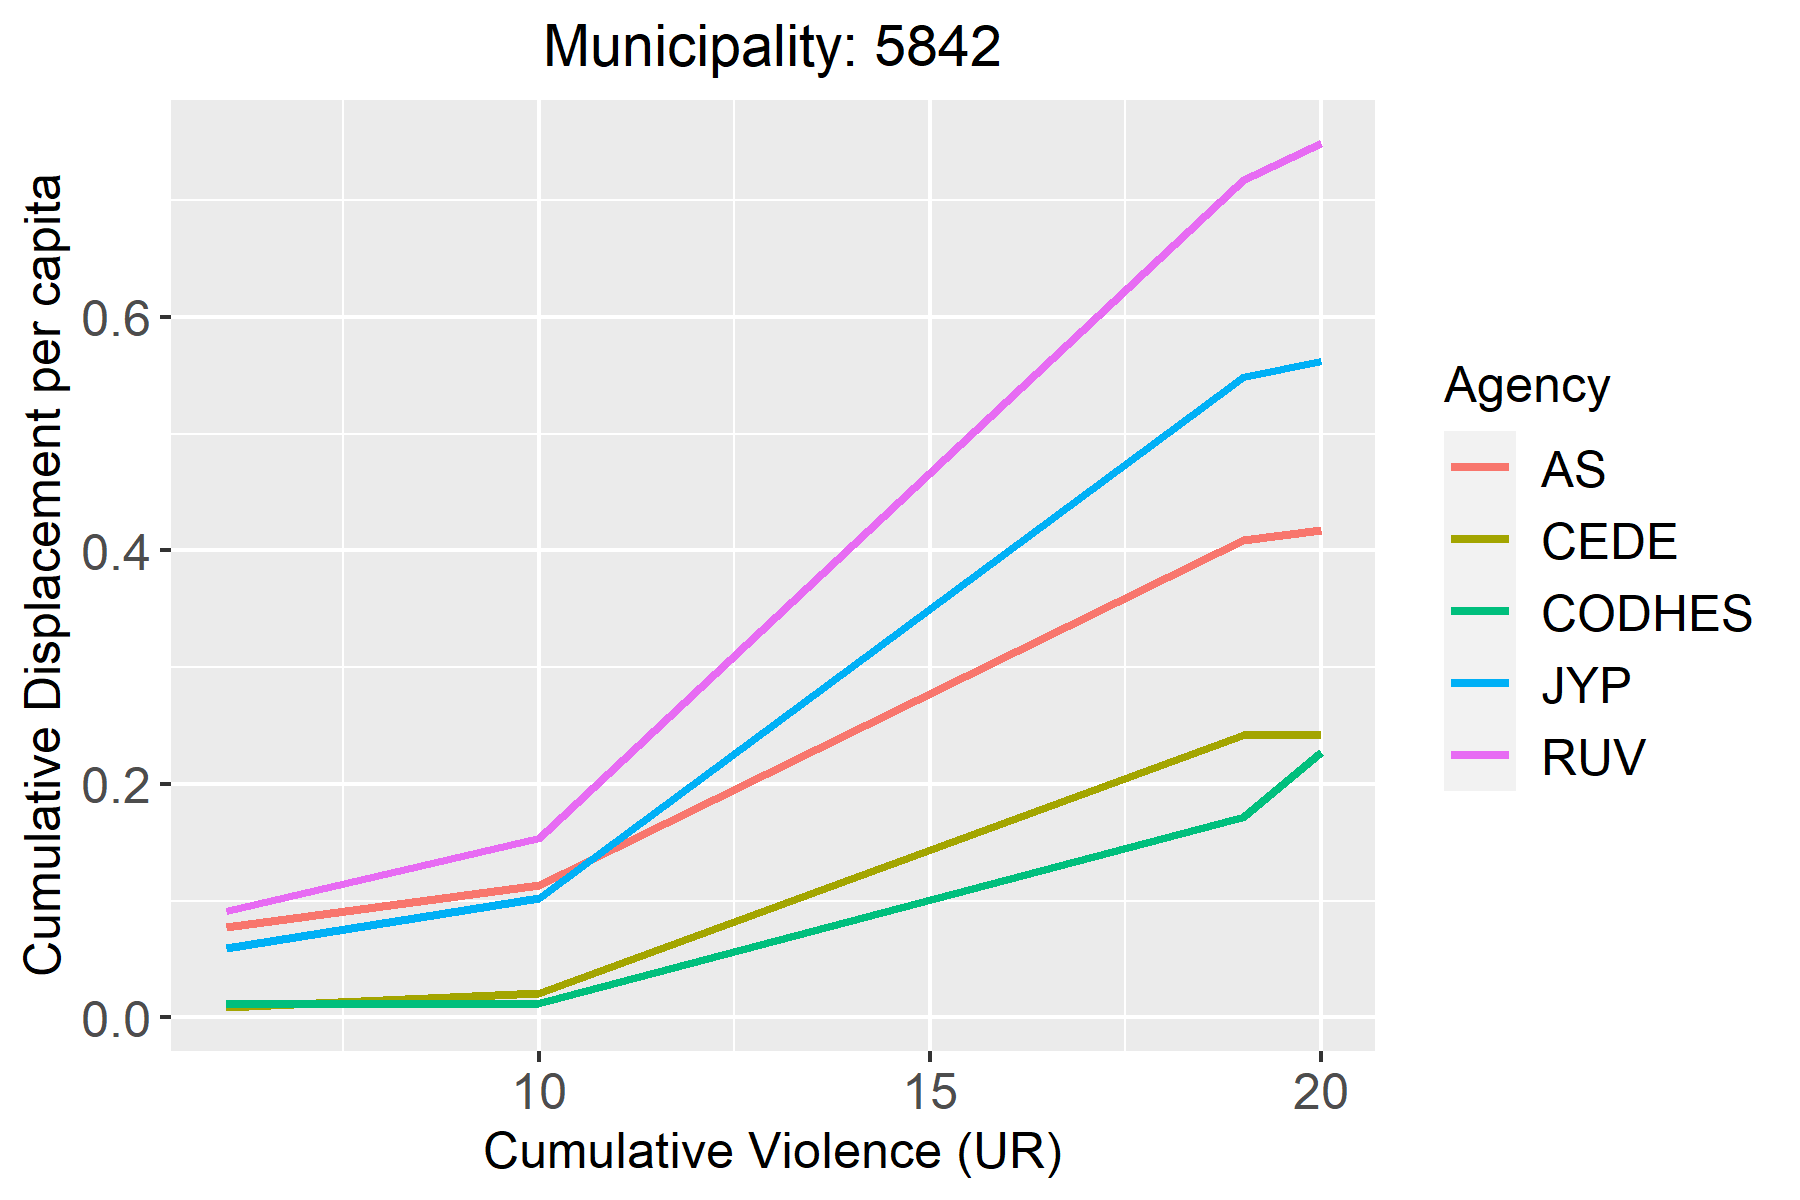 Municipality: 5842
Cumulative Displacement per capita
0.6
0.4
0.2
0.0
10
15
20
Cumulative Violence (UR)
Agency
AS
CEDE
CODHES
JYP
RUV